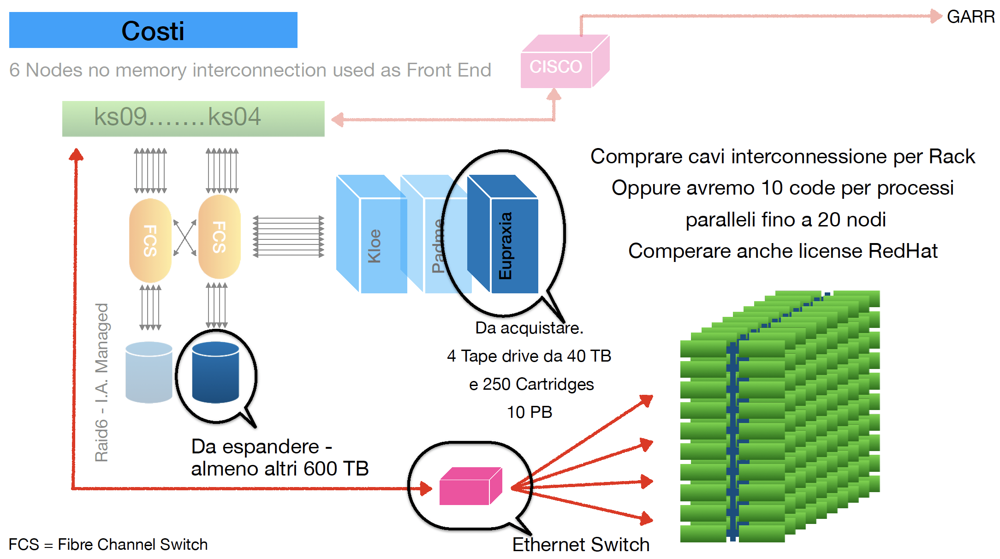 Costi
GARR
CISCO
6 Nodes no memory interconnection used as Front End
ks09.......ks04
Comprare cavi interconnessione per Rack
Oppure avremo 10 code per processi
paralleli fino a 20 nodi
Comperare anche license RedHat
FCS
FCS
Kloe
Padme
Eupraxia
Da acquistare.
4 Tape drive da 40 TB
e 250 Cartridges
10 PB
Raid6 - I.A. Managed
Da espandere -
almeno altri 600 TB
Ethernet Switch
FCS = Fibre Channel Switch